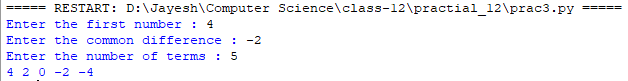 ===== RESTART: D:\Jayesh\Computer Science\class-12\practial_12\prac3.py =====
Enter the first number : 4
Enter the common difference : -2
Enter the number of terms : 5
4 2 0 -2 -4